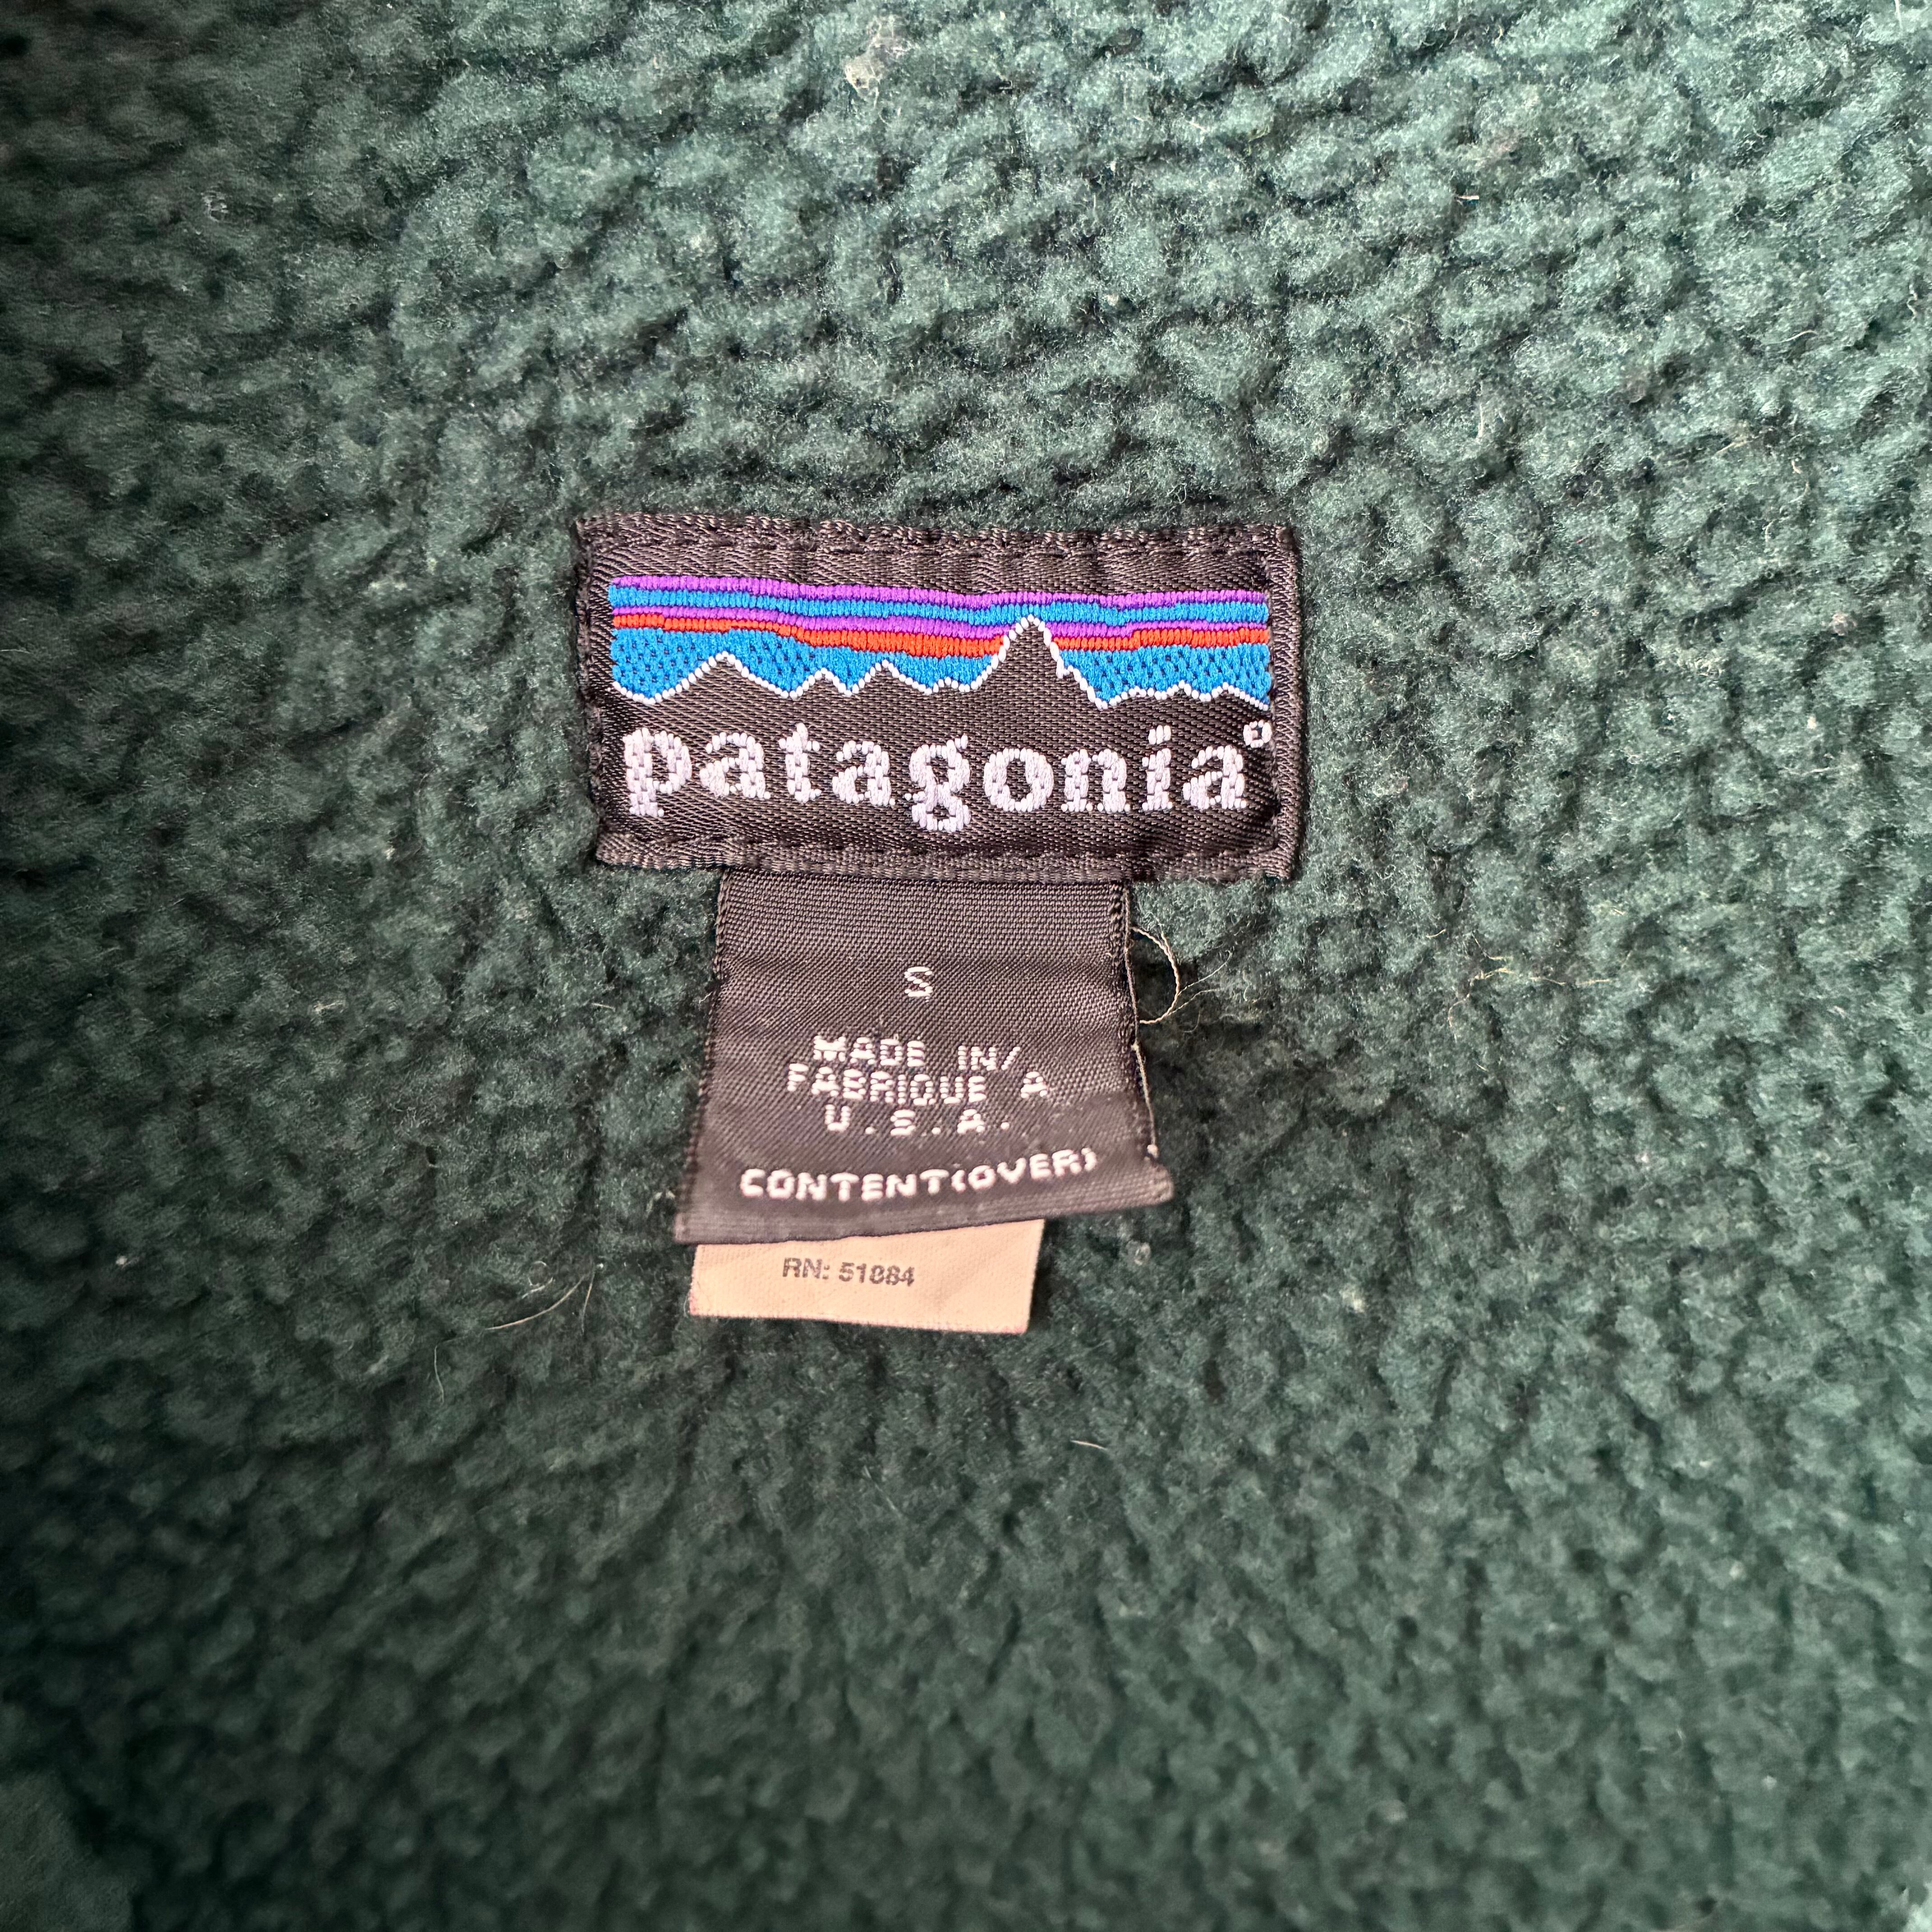 patagonia®
S
MADE IN/
FABRIQUE A
U.S.A.
CONTENT(OVER)
RN: 51884